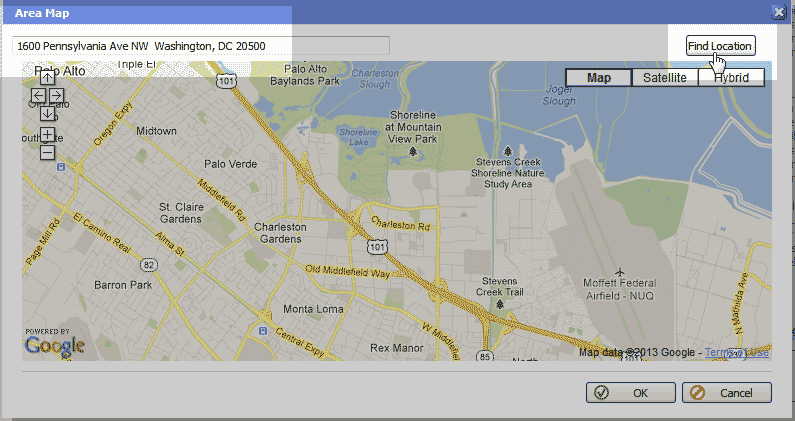 Area Map
1600 Pennsylvania Ave NW Washington, DC 20500
Find Location
Palo Alto
Triple El
Palo Alto
Baylands Park
Charleston
Slough
Map
Satellite
Hybrid
101
Oregon Expy
Midtown
Shoreline
Lake
Shoreline
at Mountain
View Park
Stevens Creek
Shoreline Nature
Study Area
Slough
Palo Verde
Middlefield Rd
St. Claire
Gardens
Charleston
Gardens
Charleston Rd
101
Page Mill Rd
El Camino Real
Alma St
82
Old Middlefield Way
Barron Park
Stevens
Creek Trail
Moffett Federal
Airfield - NUQ
Mathilda Ave
Monta Loma
Central Expy
Rex Manor
W Middlefield
85
North
237
POWERED BY
Google
Map data ©2013 Google - Terms of Use
OK
Cancel